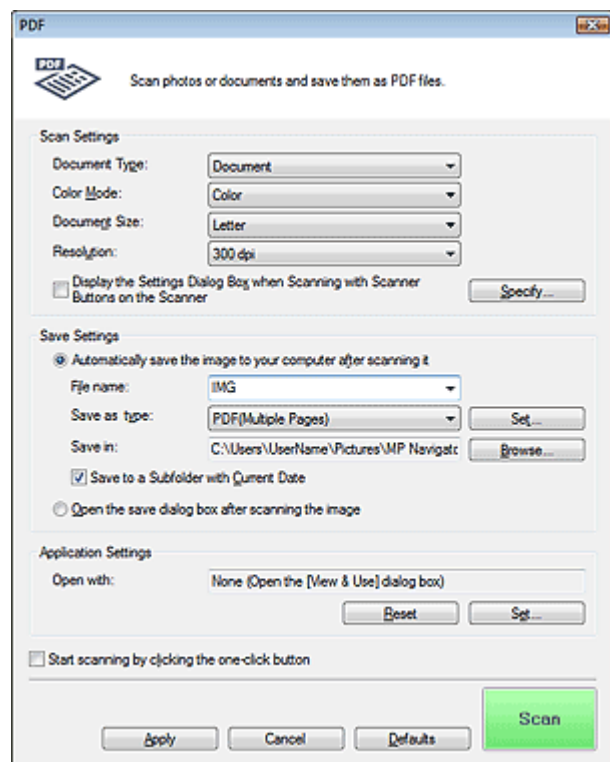 PDF
PDF
Scan photos or documents and save them as PDF files.
Scan Settings
Document Type: Document
Color Mode: Color
Document Size: Letter
Resolution: 300 dpi
Display the Settings Dialog Box when Scanning with Scanner
Buttons on the Scanner
Specify...
Save Settings
Automatically save the image to your computer after scanning it
File name: IMG
Save as type: PDF(Multiple Pages) Set...
Save in: C:\Users\UserName\Pictures\MP Navigato Browse...
Save to a Subfolder with Current Date
Open the save dialog box after scanning the image
Application Settings
Open with: None (Open the [View & Use] dialog box)
Reset Set...
Start scanning by clicking the one-click button
Scan
Apply Cancel Defaults